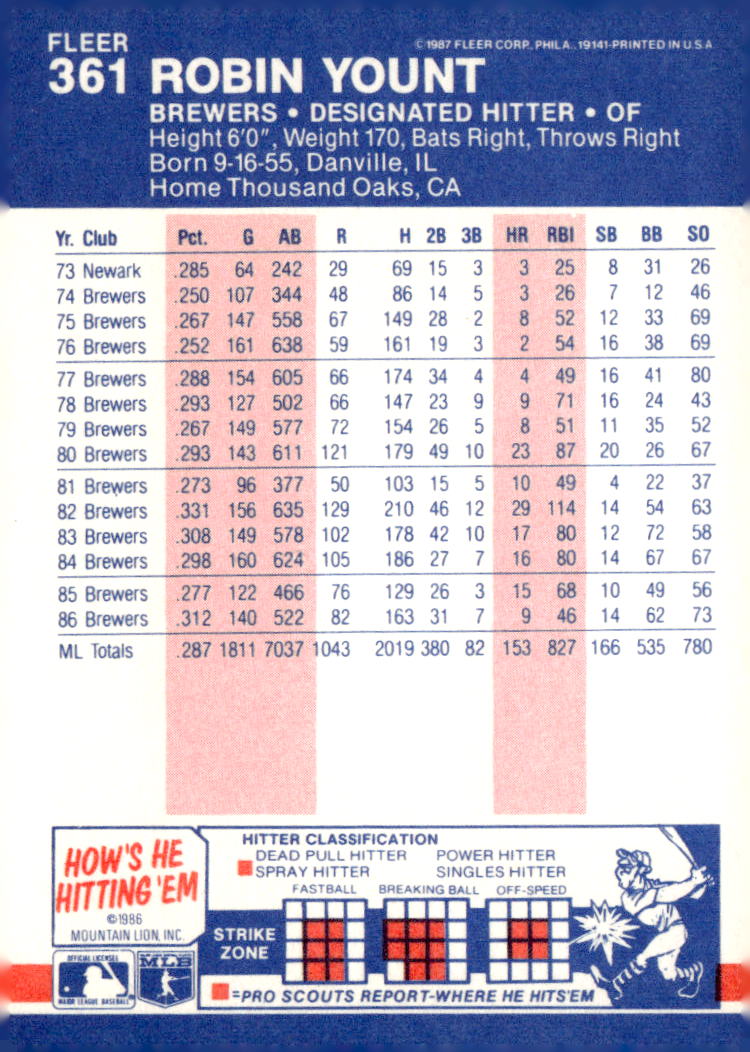 FLEER
© 1987 FLEER CORP. PHILA. 19141-PRINTED IN U.S.A.
361 ROBIN YOUNT
BREWERS • DESIGNATED HITTER • OF
Height 6'0", Weight 170, Bats Right, Throws Right
Born 9-16-55, Danville, IL
Home Thousand Oaks, CA
Yr. Club Pct. G AB R H 2B 3B HR RBI SB BB SO
73 Newark .285 64 242 29 69 15 3 3 25 8 31 26
74 Brewers .250 107 344 48 86 14 5 3 26 7 12 46
75 Brewers .267 147 558 67 149 28 2 8 52 12 33 69
76 Brewers .252 161 638 59 161 19 3 2 54 16 38 69
77 Brewers .288 154 605 66 174 34 4 4 49 16 41 80
78 Brewers .293 127 502 66 147 23 9 9 71 16 24 43
79 Brewers .267 149 577 72 154 26 5 8 51 11 35 52
80 Brewers .293 143 611 121 179 49 10 23 87 20 26 67
81 Brewers .273 96 377 50 103 15 5 10 49 4 22 37
82 Brewers .331 156 635 129 210 46 12 29 114 14 54 63
83 Brewers .308 149 578 102 178 42 10 17 80 12 72 58
84 Brewers .298 160 624 105 186 27 7 16 80 14 67 67
85 Brewers .277 122 466 76 129 26 3 15 68 10 49 56
86 Brewers .312 140 522 82 163 31 7 9 46 14 62 73
ML Totals .287 1811 7037 1043 2019 380 82 153 827 166 535 780
HOW'S HE
HITTING 'EM
©1986
MOUNTAIN LION, INC.
OFFICIAL LICENSEE
MAJOR LEAGUE BASEBALL
MLB
HITTER CLASSIFICATION
DEAD PULL HITTER POWER HITTER
SPRAY HITTER SINGLES HITTER
FASTBALL BREAKING BALL OFF-SPEED
STRIKE
ZONE
=PRO SCOUTS REPORT-WHERE HE HITS'EM